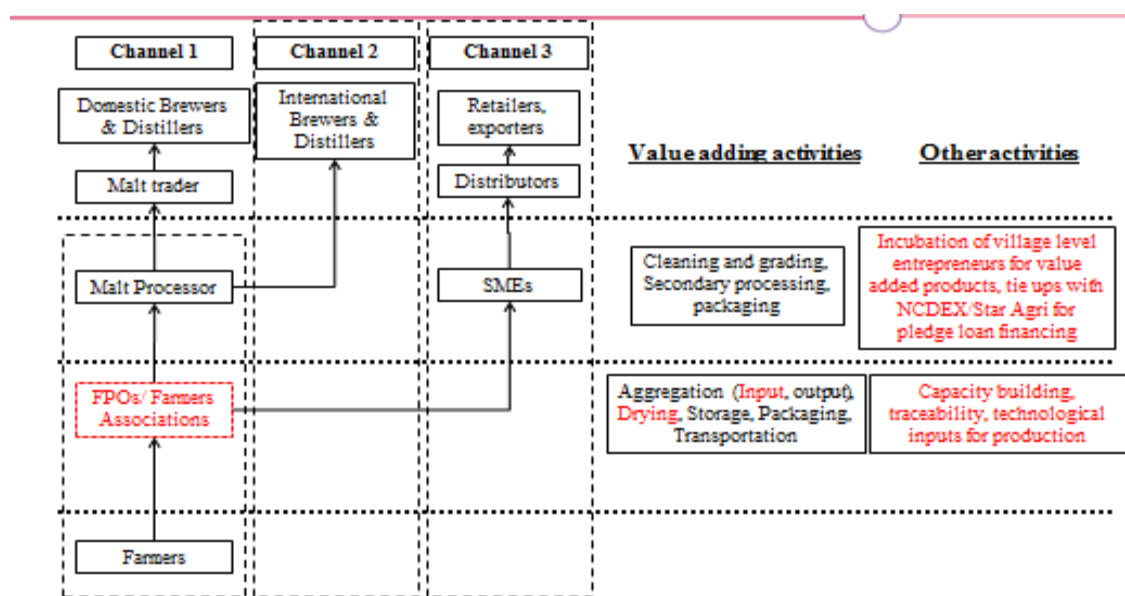 Channel 1
Channel 2
Channel 3
Domestic Brewers
& Distillers
International
Brewers &
Distillers
Retailers,
exporters
Value adding activities
Other activities
Malt trader
Distributors
Malt Processor
SMEs
Cleaning and grading,
Secondary processing,
packaging
Incubation of village level
entrepreneurs for value
added products, tie ups with
NCDEX/Star Agri for
pledge loan financing
FPOs/ Farmers
Associations
Aggregation (Input, output),
Drying, Storage, Packaging,
Transportation
Capacity building,
traceability, technological
inputs for production
Farmers